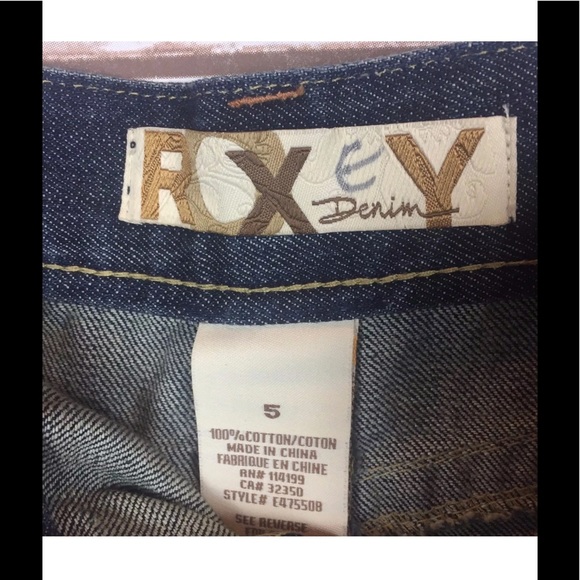 ROXY
E
Denim
5
100%COTTON/COTON
MADE IN CHINA
FABRIQUE EN CHINE
RN# 114199
CA# 32350
STYLE# E475508
SEE REVERSE